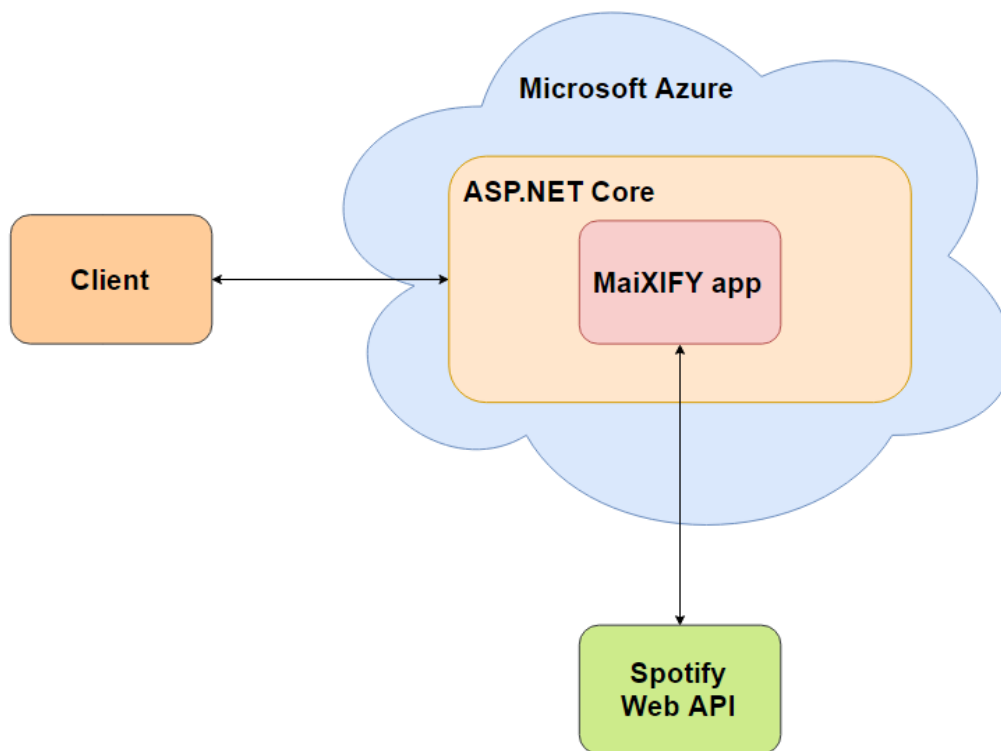 Microsoft Azure
ASP.NET Core
Client
MaiXIFY app
Spotify
Web API